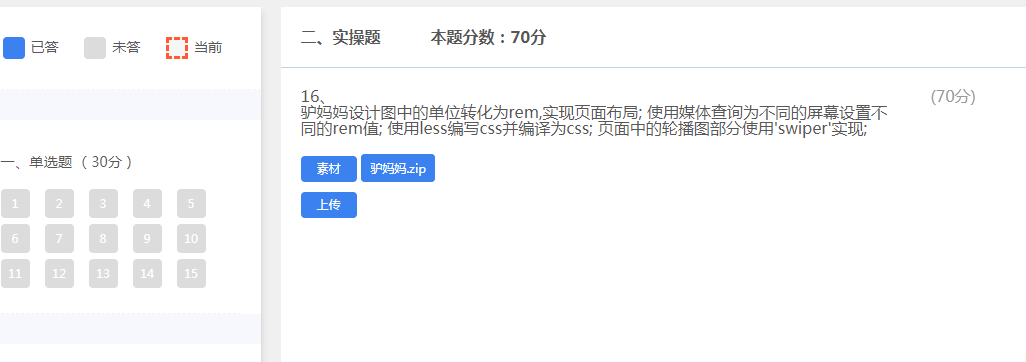 已答 未答 当前
一、单选题 （ 30分 ）
1 2 3 4 5
6 7 8 9 10
11 12 13 14 15
二、实操题 本题分数：70分
16、 (70分)
驴妈妈设计图中的单位转化为rem,实现页面布局; 使用媒体查询为不同的屏幕设置不
同的rem值; 使用less编写css并编译为css; 页面中的轮播图部分使用'swiper'实现;
素材 驴妈妈.zip
上传